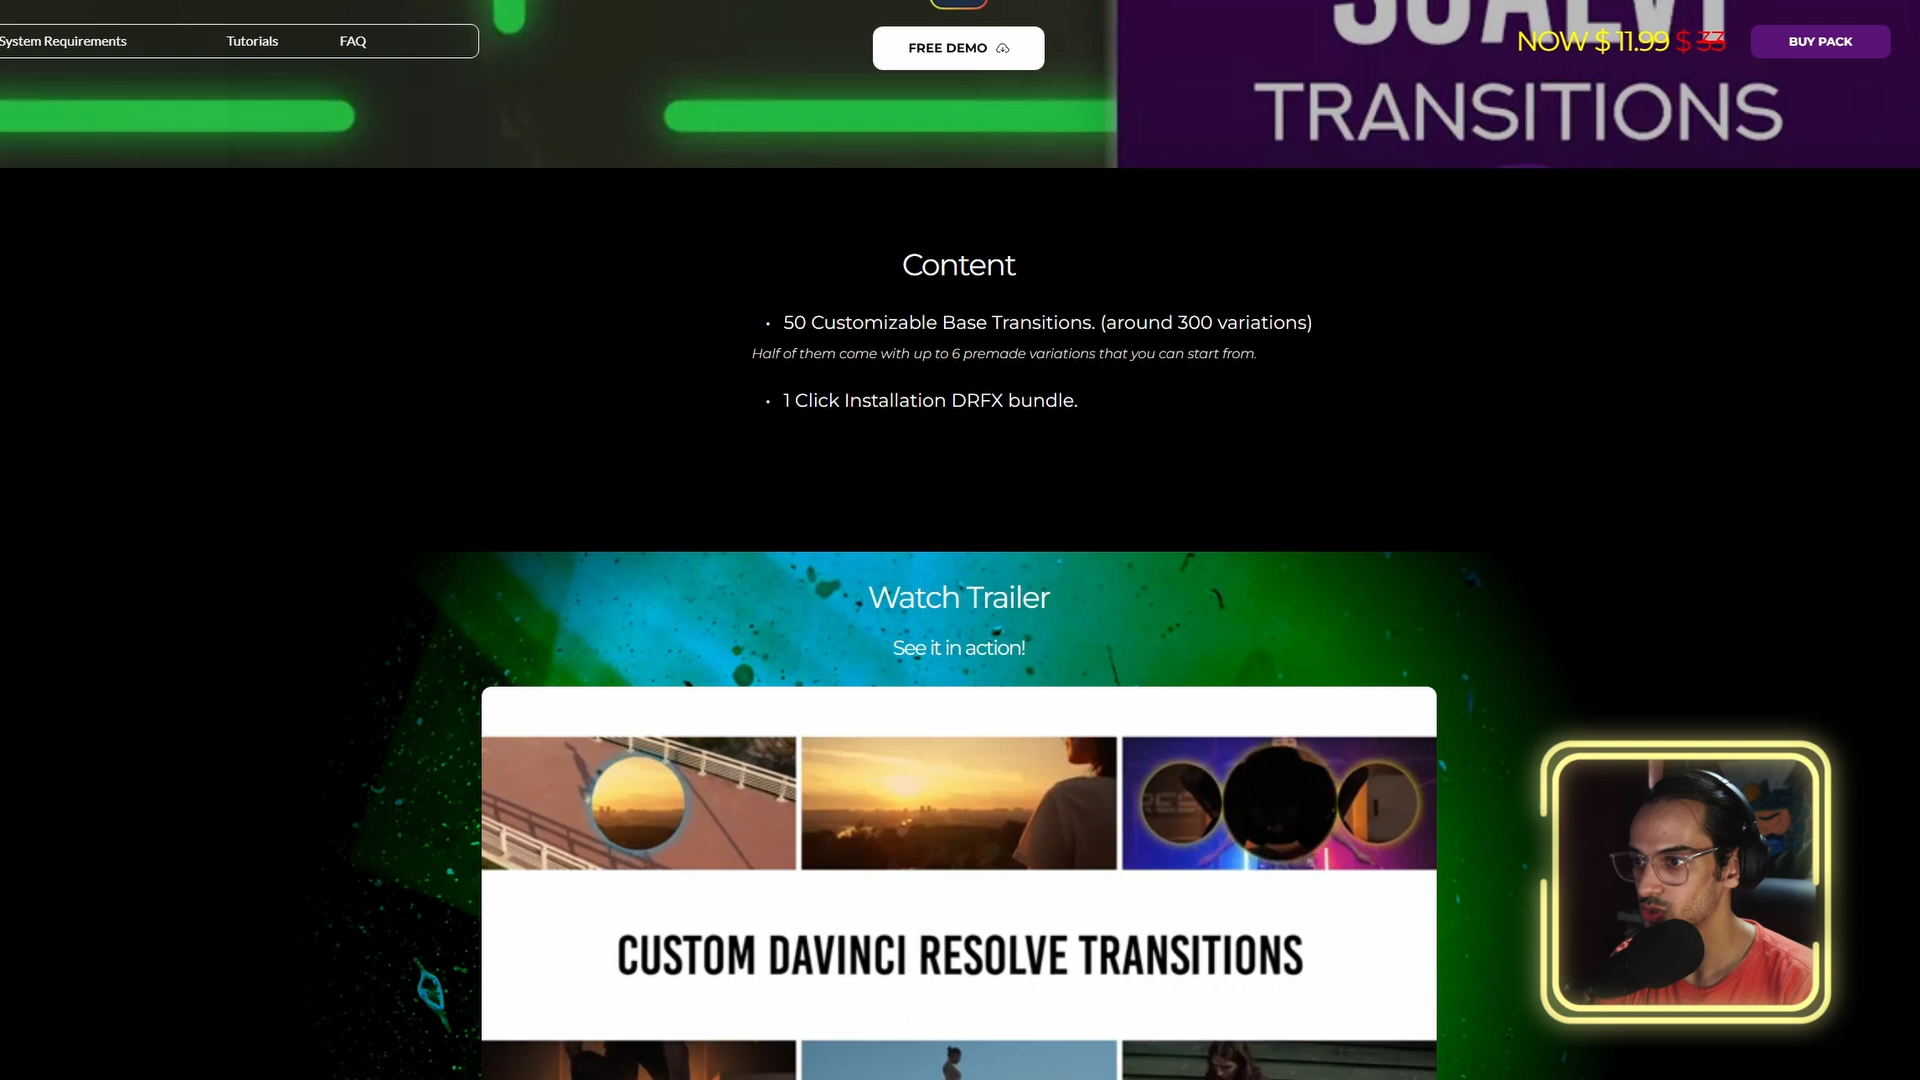 System Requirements
Tutorials
FAQ
FREE DEMO
NOW $ 11.99 $ 33
BUY PACK
TRANSITIONS
Content
• 50 Customizable Base Transitions. (around 300 variations)
Half of them come with up to 6 premade variations that you can start from.
• 1 Click Installation DRFX bundle.
Watch Trailer
See it in action!
CUSTOM DAVINCI RESOLVE TRANSITIONS